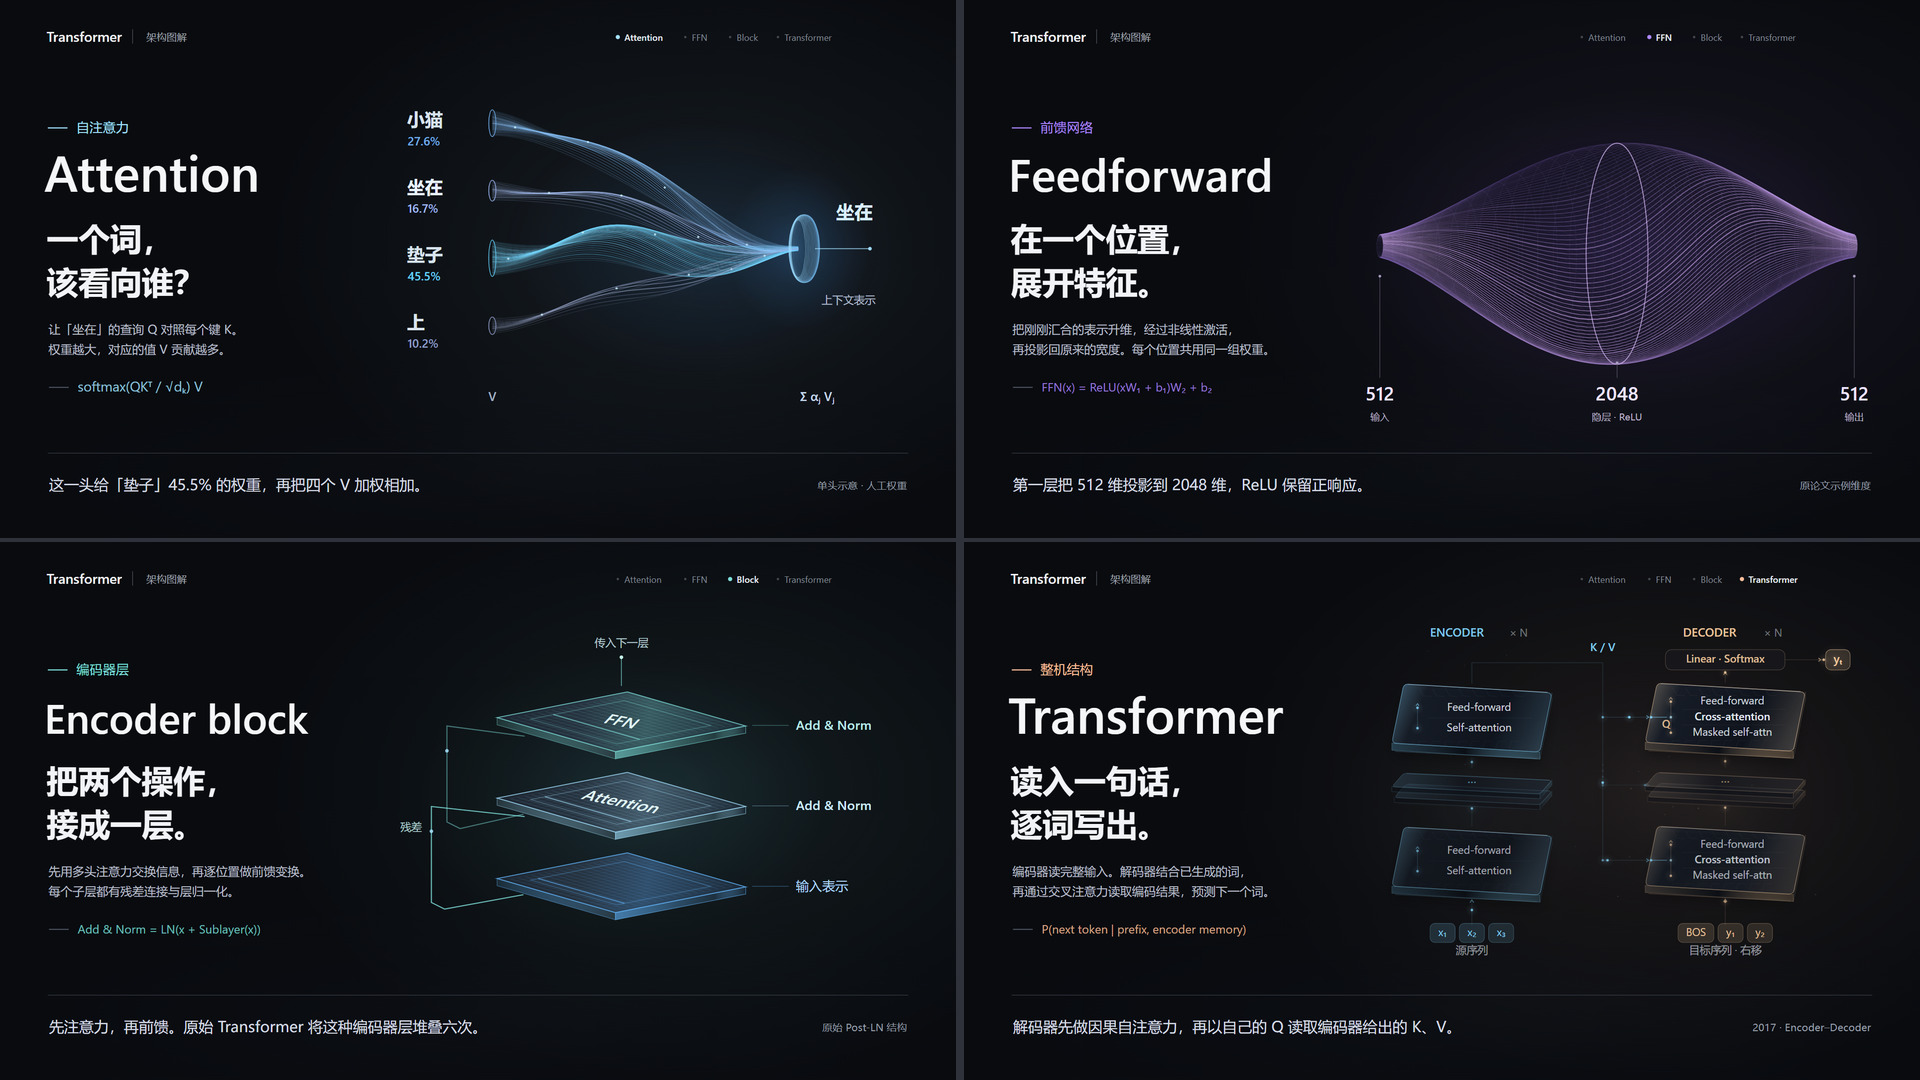 Transformer
架构图解
Attention
FFN
Block
Transformer
自注意力
Attention
一个词，
该看向谁？
让「坐在」的查询 Q 对照每个键 K。
权重越大，对应的值 V 贡献越多。
softmax(QKᵀ / √dₖ) V
小猫
27.6%
坐在
16.7%
垫子
45.5%
上
10.2%
V
坐在
上下文表示
Σ αⱼ Vⱼ
这一头给「垫子」45.5% 的权重，再把四个 V 加权相加。
单头示意 · 人工权重
Transformer
架构图解
Attention
FFN
Block
Transformer
前馈网络
Feedforward
在一个位置，
展开特征。
把刚刚汇合的表示升维，经过非线性激活，
再投影回原来的宽度。每个位置共用同一组权重。
FFN(x) = ReLU(xW₁ + b₁)W₂ + b₂
512
输入
2048
隐层 · ReLU
512
输出
第一层把 512 维投影到 2048 维，ReLU 保留正响应。
原论文示例维度
Transformer
架构图解
Attention
FFN
Block
Transformer
编码器层
Encoder block
把两个操作，
接成一层。
先用多头注意力交换信息，再逐位置做前馈变换。
每个子层都有残差连接与层归一化。
Add & Norm = LN(x + Sublayer(x))
传入下一层
FFN
Add & Norm
Attention
Add & Norm
残差
输入表示
先注意力，再前馈。原始 Transformer 将这种编码器层堆叠六次。
原始 Post-LN 结构
Transformer
架构图解
Attention
FFN
Block
Transformer
整机结构
Transformer
读入一句话，
逐词写出。
编码器读完整输入。解码器结合已生成的词，
再通过交叉注意力读取编码结果，预测下一个词。
P(next token | prefix, encoder memory)
ENCODER
× N
K / V
DECODER
× N
Linear · Softmax
yₜ
Feed-forward
Self-attention
Feed-forward
Cross-attention
Masked self-attn
Q
...
...
Feed-forward
Self-attention
Feed-forward
Cross-attention
Masked self-attn
x₁
x₂
x₃
源序列
BOS
y₁
y₂
目标序列 · 右移
解码器先做因果自注意力，再以自己的 Q 读取编码器给出的 K、V。
2017 · Encoder–Decoder